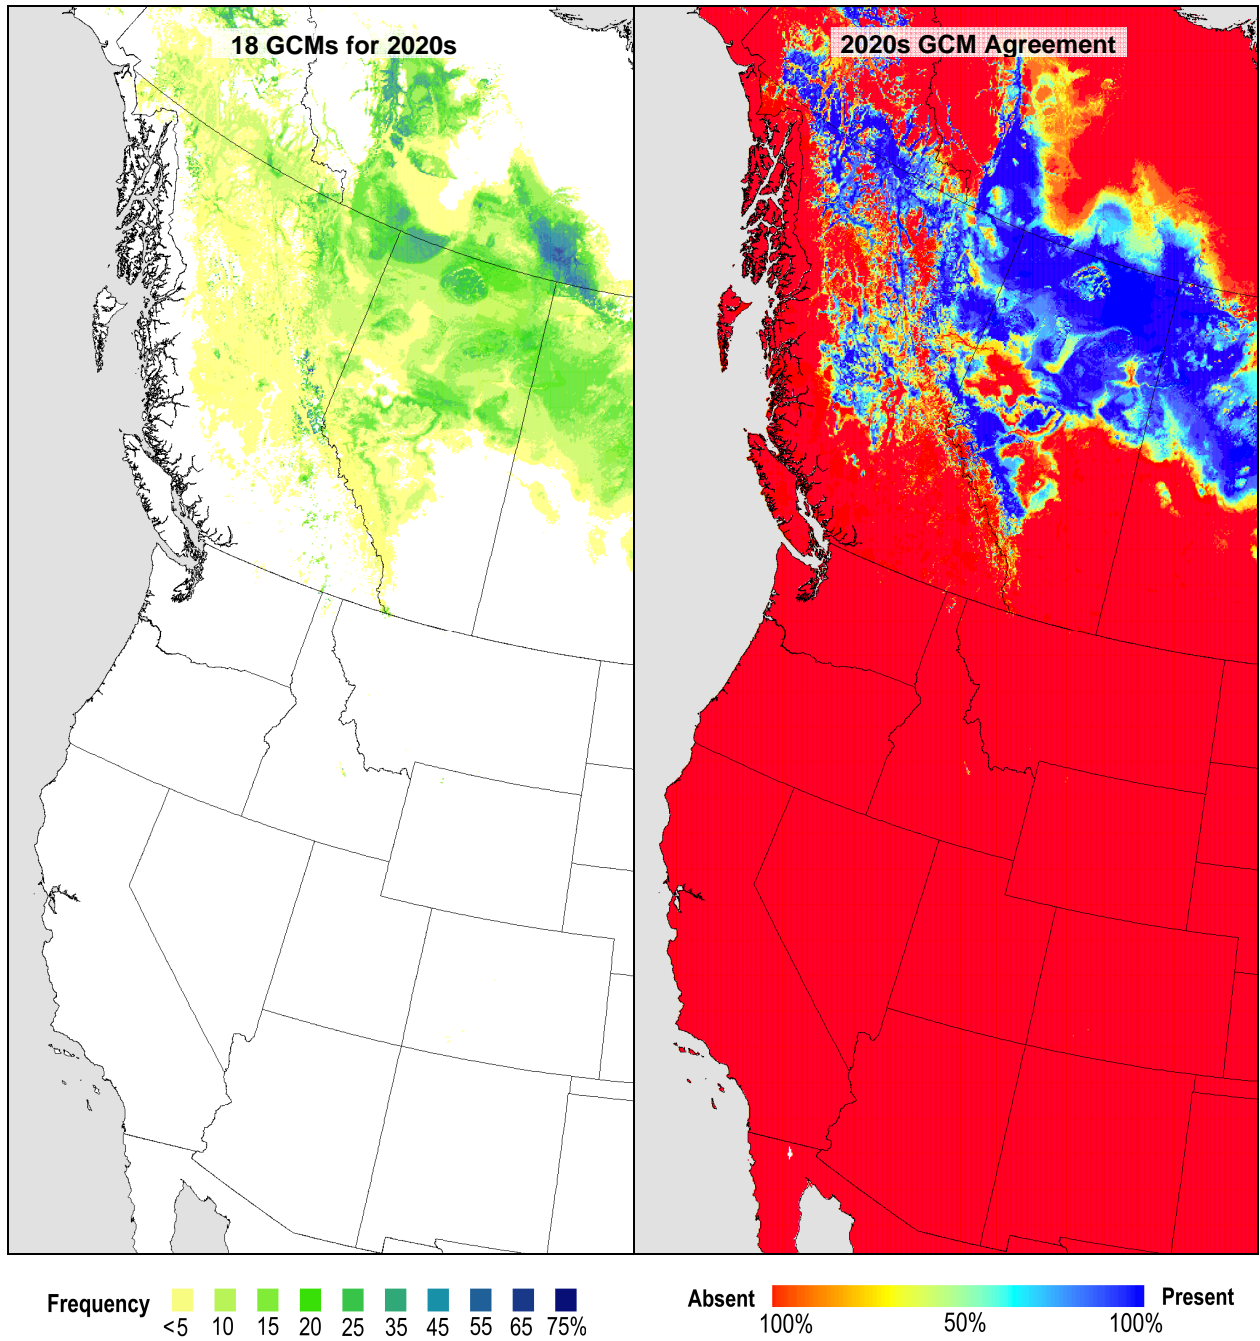 18 GCMs for 2020s
2020s GCM Agreement
Frequency
<5 10 15 20 25 35 45 55 65 75%
Absent Present
100% 50% 100%